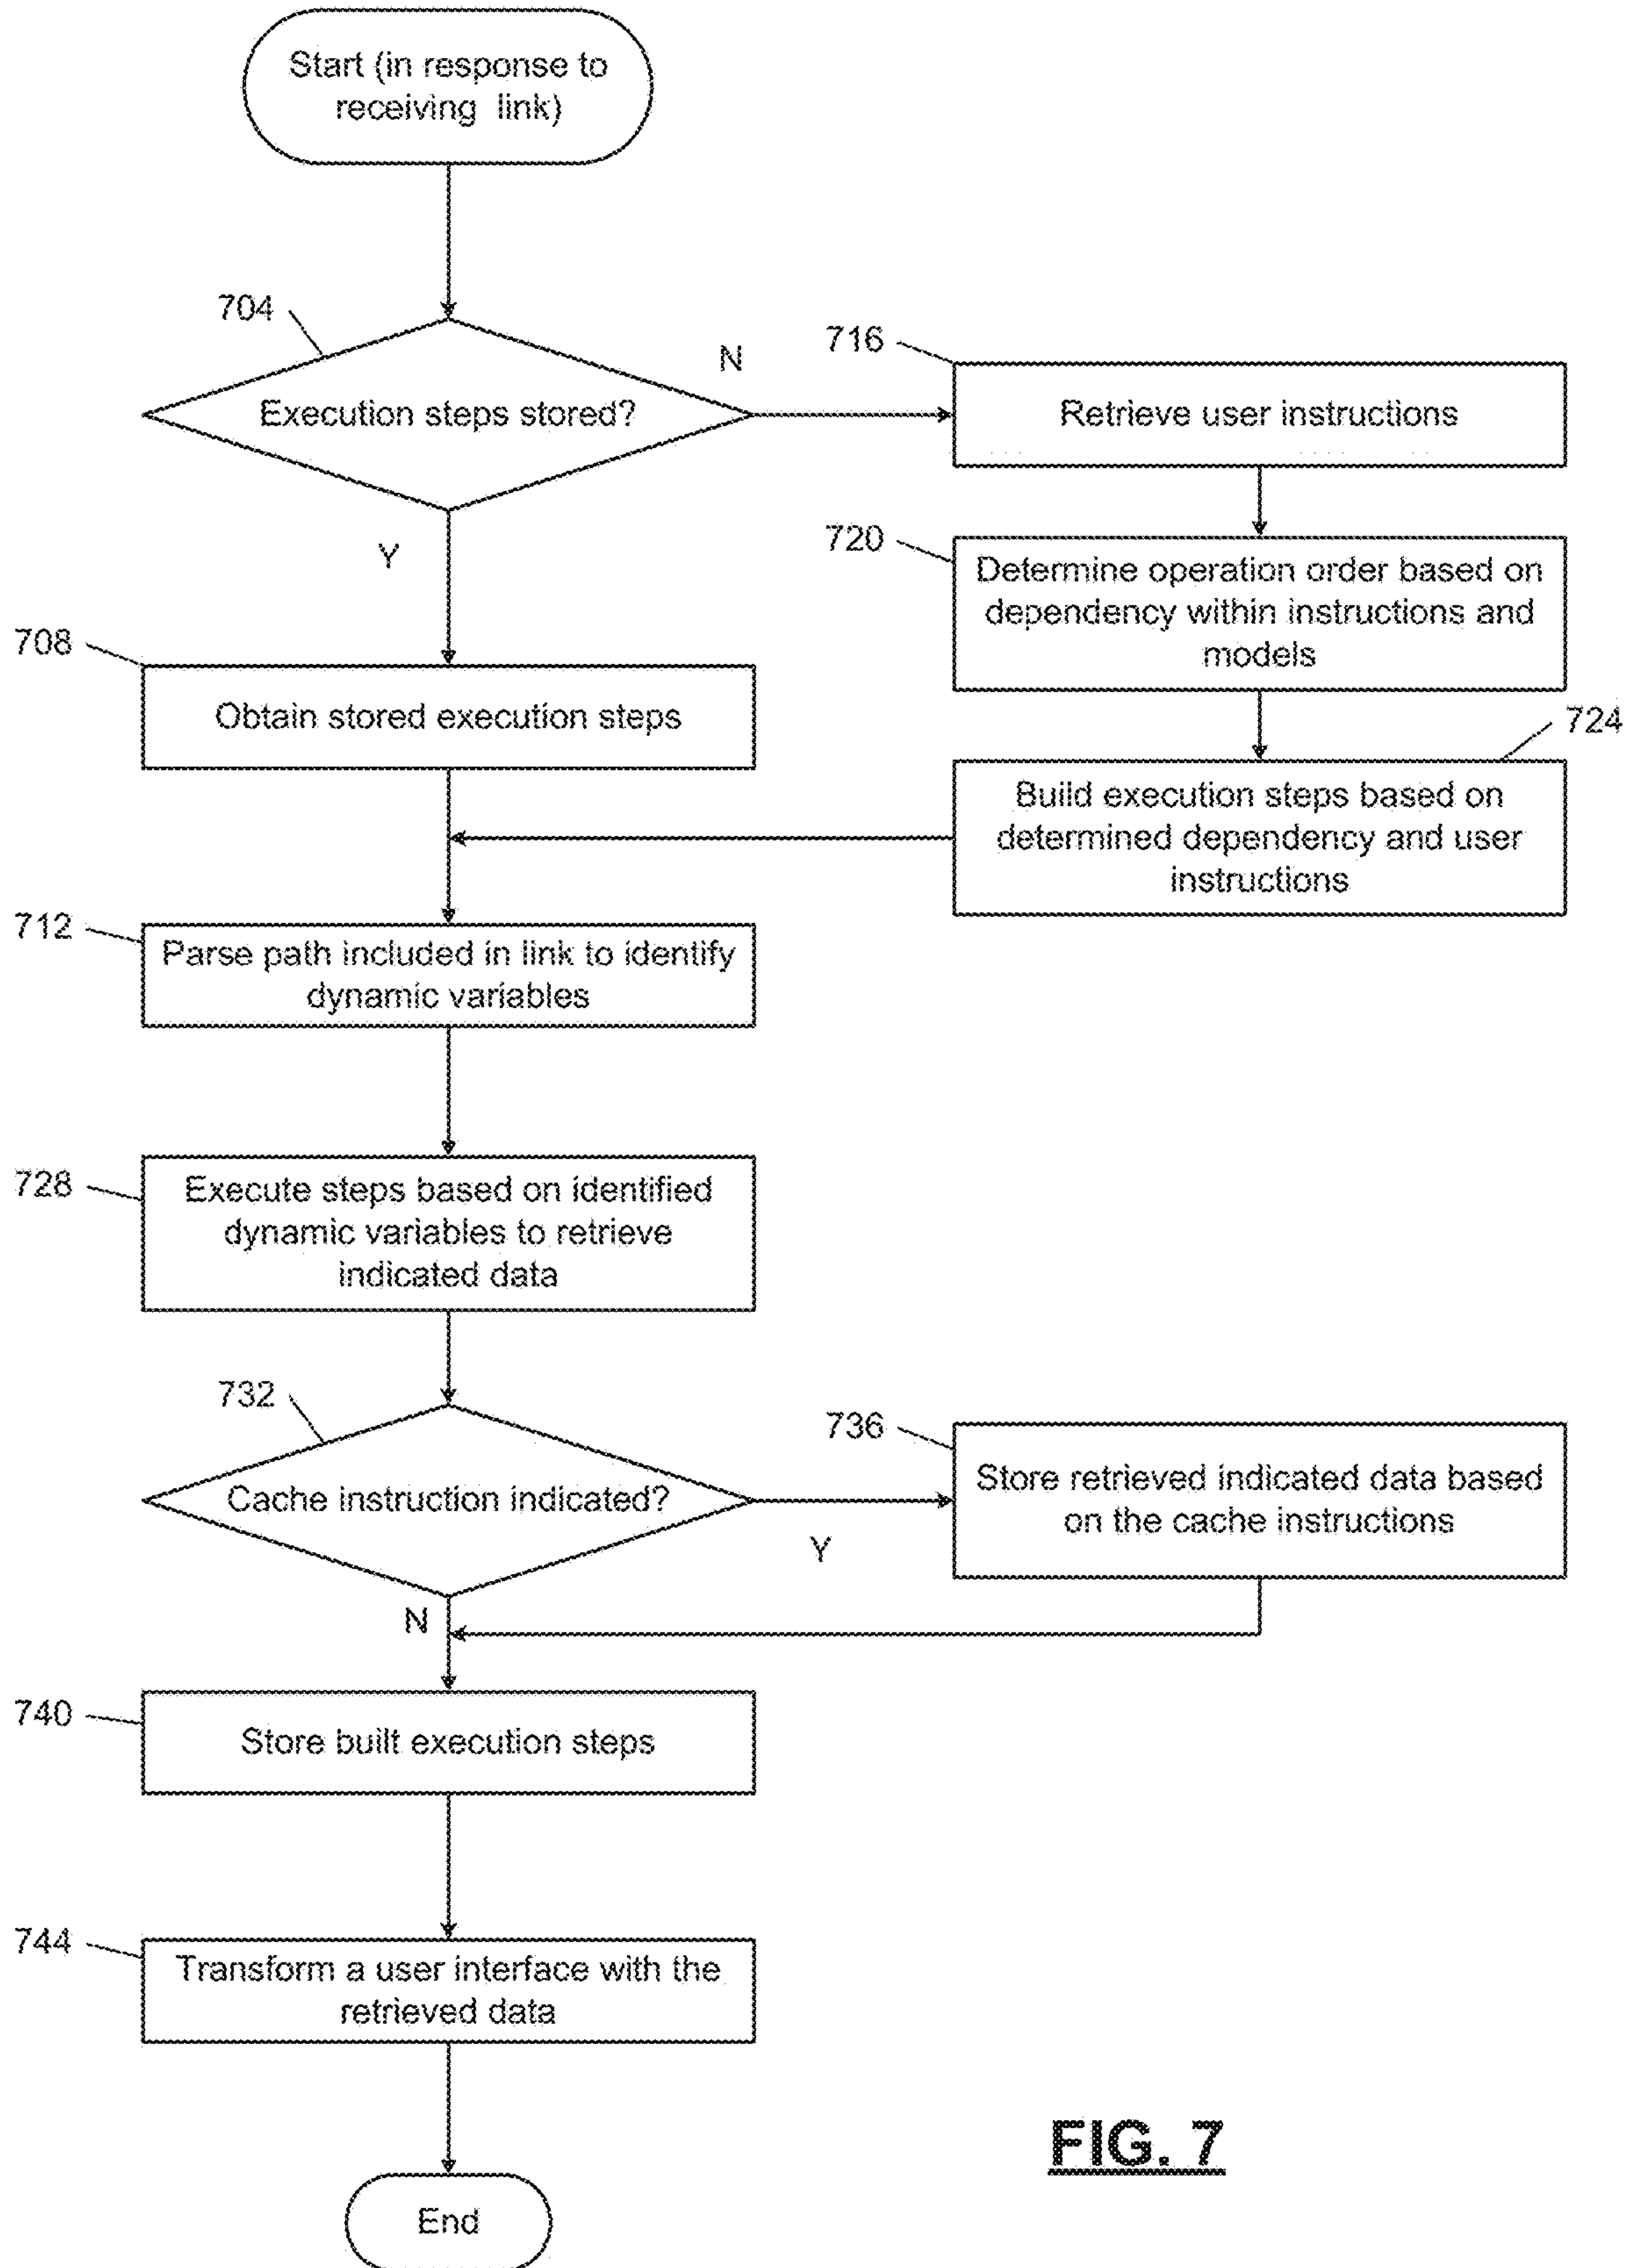 Start (in response to
receiving link)
704
Execution steps stored?
N
Y
716
Retrieve user instructions
720
Determine operation order based on
dependency within instructions and
models
724
Build execution steps based on
determined dependency and user
instructions
708
Obtain stored execution steps
712
Parse path included in link to identify
dynamic variables
728
Execute steps based on identified
dynamic variables to retrieve
indicated data
732
Cache instruction indicated?
Y
N
736
Store retrieved indicated data based
on the cache instructions
740
Store built execution steps
744
Transform a user interface with the
retrieved data
End
FIG. 7